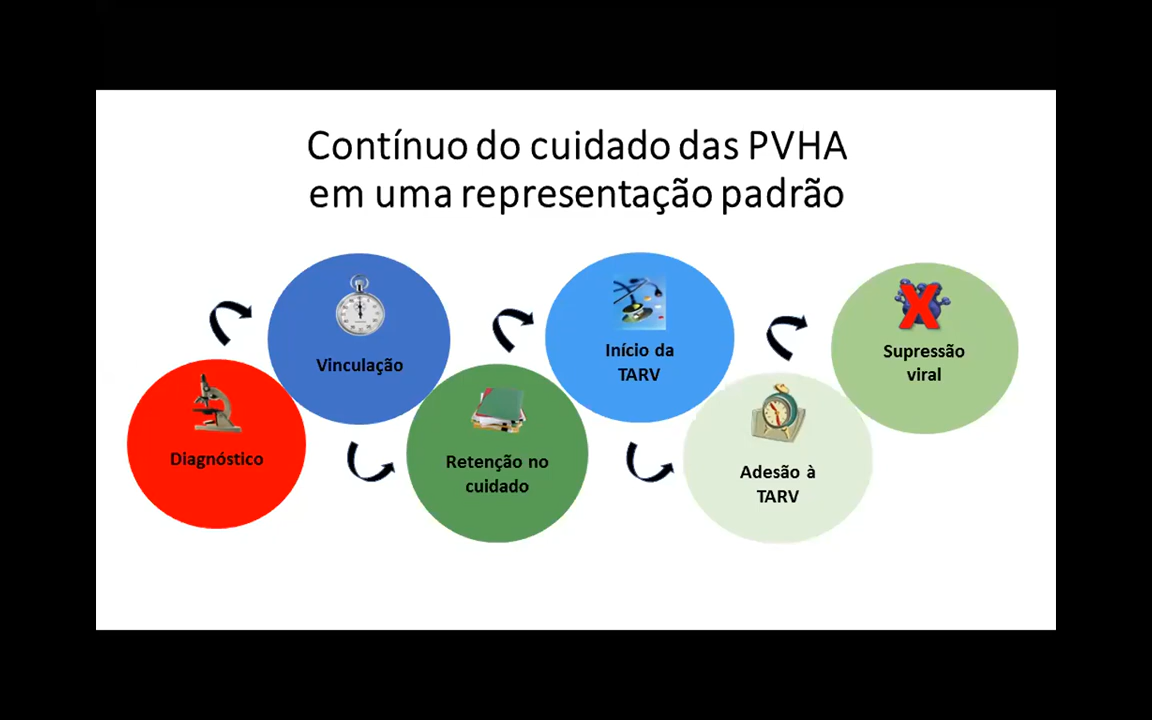 Contínuo do cuidado das PVHA
em uma representação padrão
Diagnóstico
Vinculação
Retenção no
cuidado
Início da
TARV
Adesão à
TARV
Supressão
viral